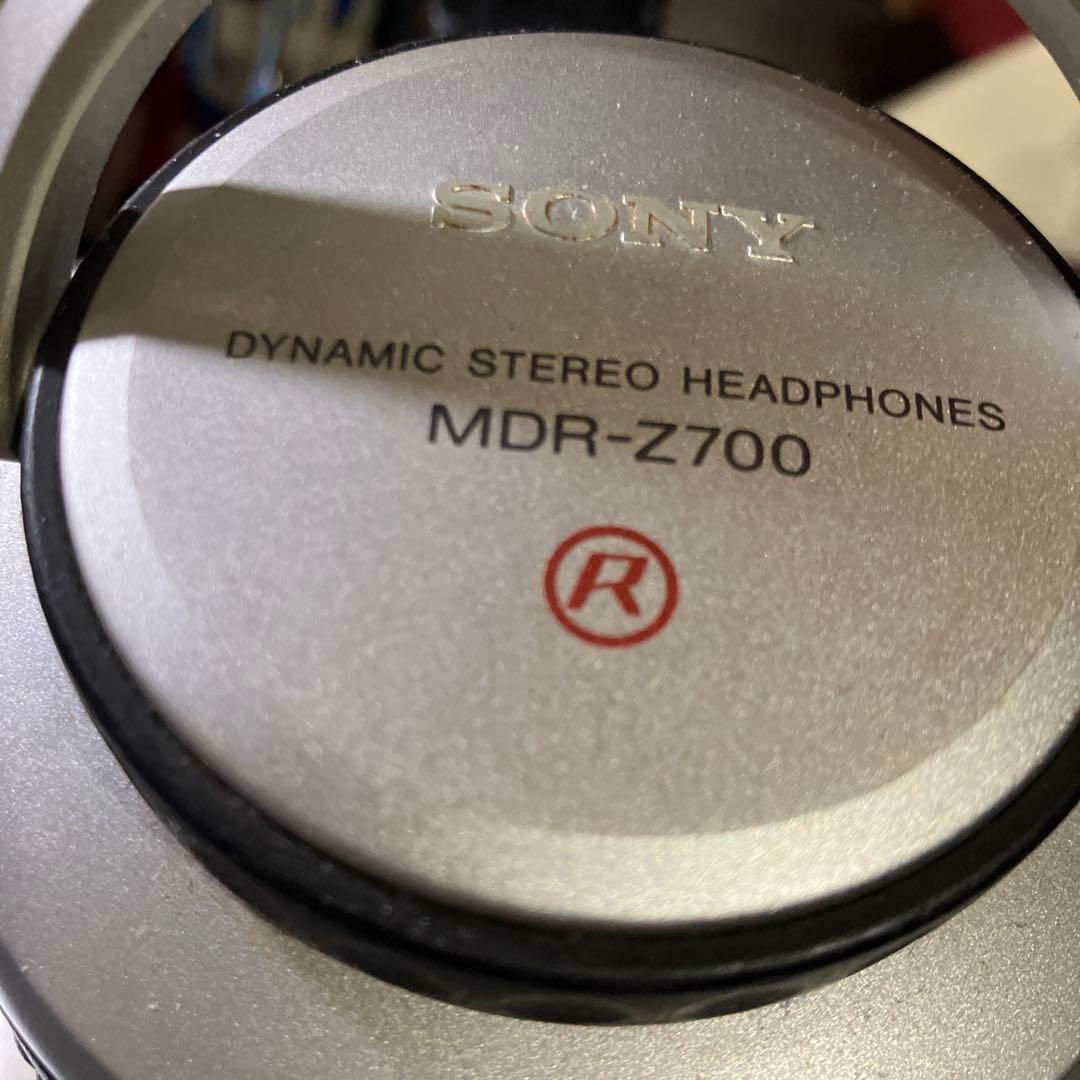 SONY
DYNAMIC STEREO HEADPHONES
MDR-Z700
R